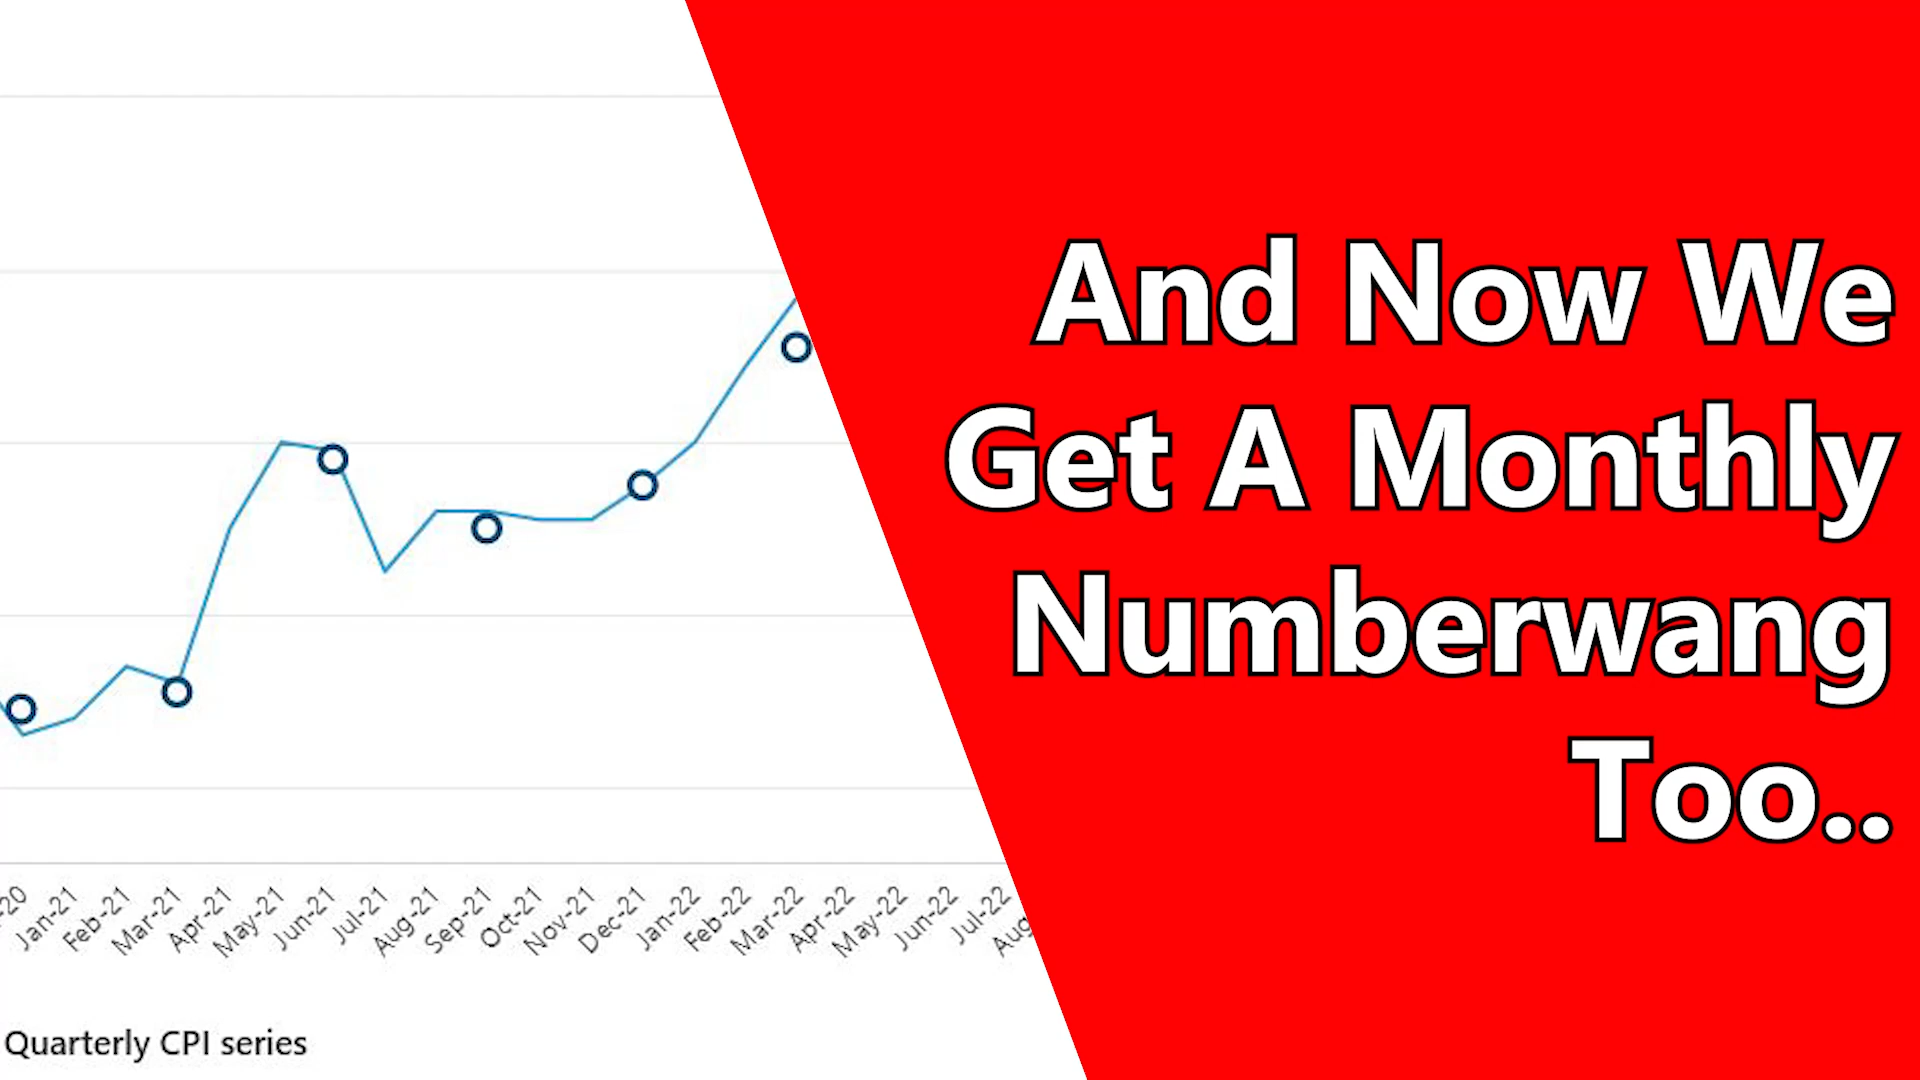 And Now We
Get A Monthly
Numberwang
Too..
-20
Jan-21
Feb-21
Mar-21
Apr-21
May-21
Jun-21
Jul-21
Aug-21
Sep-21
Oct-21
Nov-21
Dec-21
Jan-22
Feb-22
Mar-22
Apr-22
May-22
Jun-22
Jul-22
Aug
Quarterly CPI series